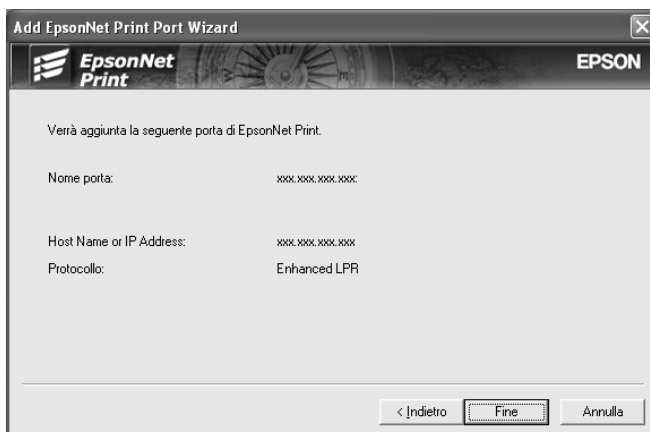 Add EpsonNet Print Port Wizard
EpsonNet
Print
EPSON
Verrà aggiunta la seguente porta di EpsonNet Print.
Nome porta: xxx.xxx.xxx.xxx:
Host Name or IP Address: xxx.xxx.xxx.xxx
Protocollo: Enhanced LPR
< Indietro Fine Annulla